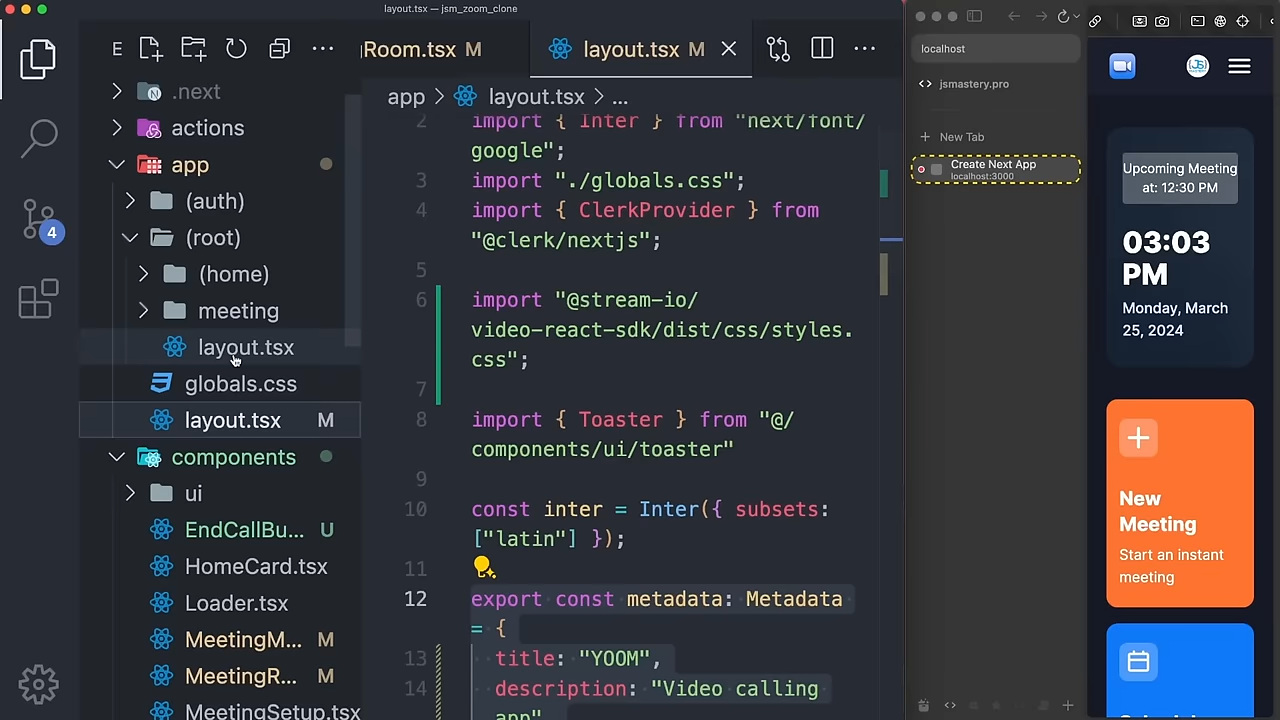 layout.tsx — jsm_zoom_clone
E
.next
actions
app
(auth)
(root)
(home)
meeting
layout.tsx
globals.css
layout.tsx M
components
ui
EndCallBu... U
HomeCard.tsx
Loader.tsx
MeetingM... M
MeetingR... M
MeetingSetup.tsx
4
Room.tsx M
layout.tsx M
app > layout.tsx > ...
2 import { Inter } from "next/font/
google";
3 import "./globals.css";
4 import { ClerkProvider } from
"@clerk/nextjs";
5
6 import "@stream-io/
video-react-sdk/dist/css/styles.
css";
7
8 import { Toaster } from "@/
components/ui/toaster"
9
10 const inter = Inter({ subsets:
["latin"] });
11
12 export const metadata: Metadata
= {
13 title: "YOOM",
14 description: "Video calling
app"
localhost
jsmastery.pro
New Tab
Create Next App
localhost:3000
JS
Upcoming Meeting
at: 12:30 PM
03:03
PM
Monday, March
25, 2024
New
Meeting
Start an instant
meeting